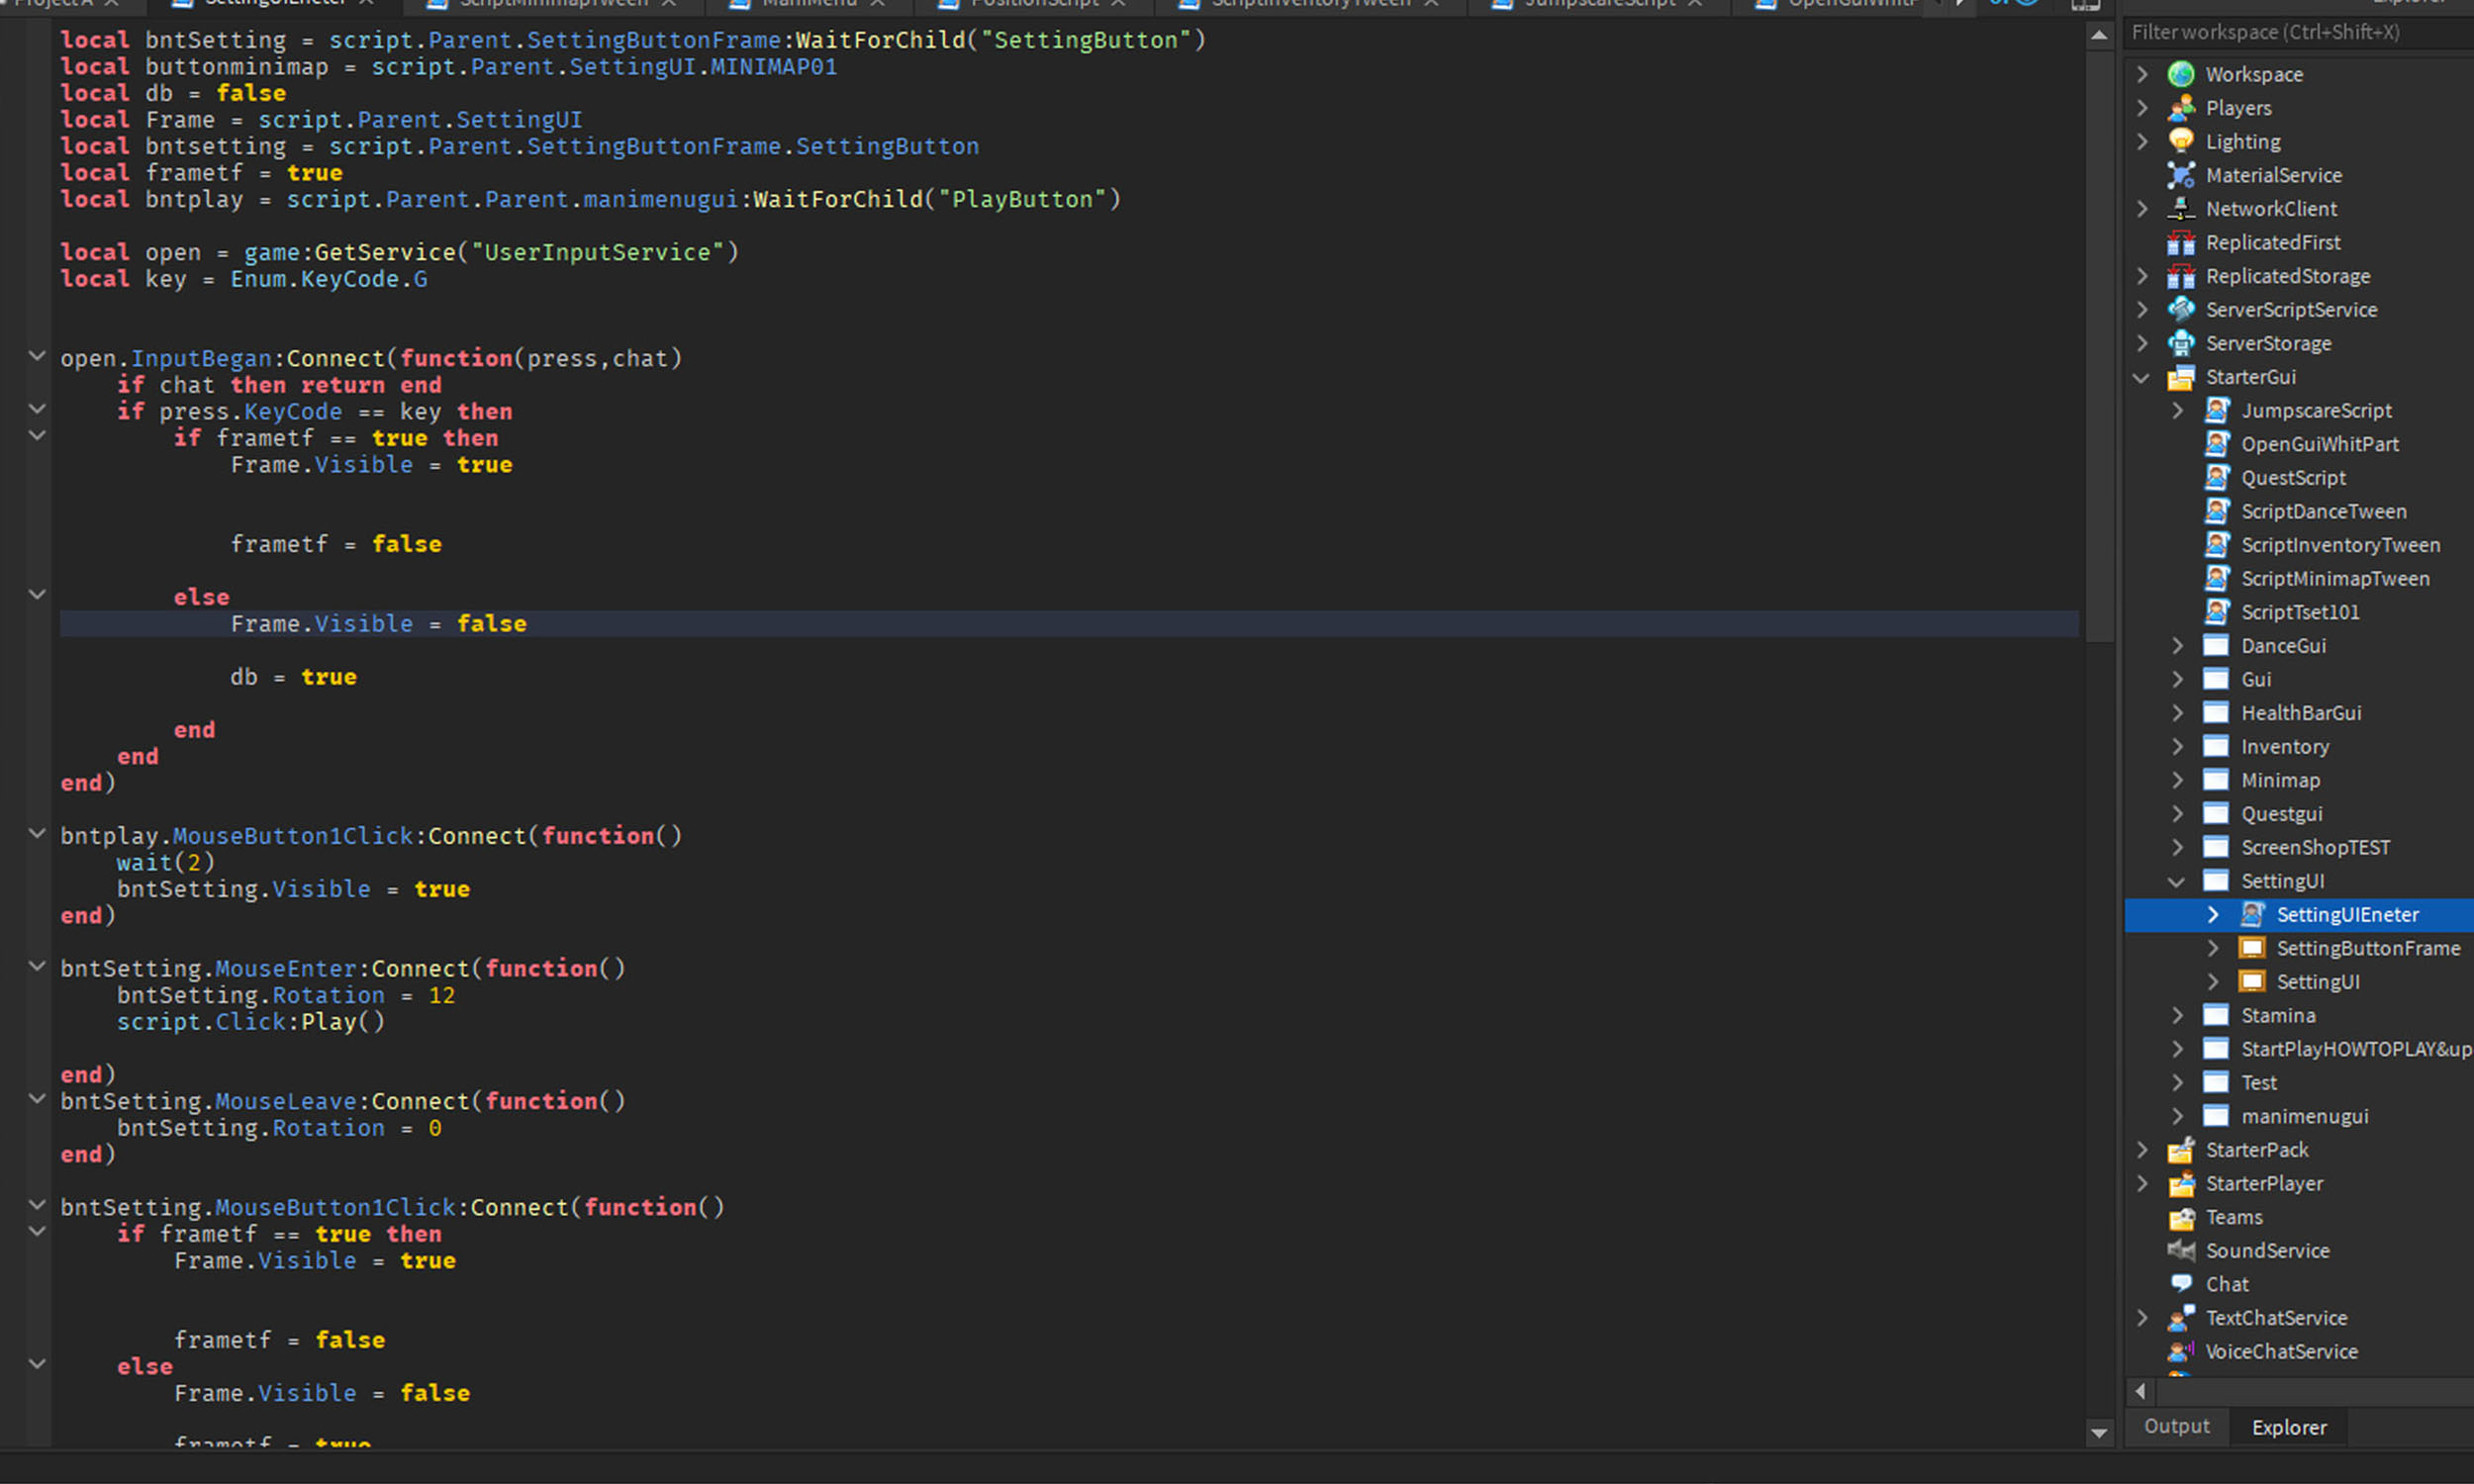 Project A
SettingUIEneter
ScriptMinimapTween
ManiMenu
PositionScript
ScriptInventoryTween
JumpscareScript
OpenGuiWhitP
Explorer
local bntSetting = script.Parent.SettingButtonFrame:WaitForChild("SettingButton")
local buttonminimap = script.Parent.SettingUI.MINIMAP01
local db = false
local Frame = script.Parent.SettingUI
local bntsetting = script.Parent.SettingButtonFrame.SettingButton
local frametf = true
local bntplay = script.Parent.Parent.manimenugui:WaitForChild("PlayButton")
local open = game:GetService("UserInputService")
local key = Enum.KeyCode.G
open.InputBegan:Connect(function(press,chat)
if chat then return end
if press.KeyCode == key then
if frametf == true then
Frame.Visible = true
frametf = false
else
Frame.Visible = false
db = true
end
end
end)
bntplay.MouseButton1Click:Connect(function()
wait(2)
bntSetting.Visible = true
end)
bntSetting.MouseEnter:Connect(function()
bntSetting.Rotation = 12
script.Click:Play()
end)
bntSetting.MouseLeave:Connect(function()
bntSetting.Rotation = 0
end)
bntSetting.MouseButton1Click:Connect(function()
if frametf == true then
Frame.Visible = true
frametf = false
else
Frame.Visible = false
frametf = true
Filter workspace (Ctrl+Shift+X)
Workspace
Players
Lighting
MaterialService
NetworkClient
ReplicatedFirst
ReplicatedStorage
ServerScriptService
ServerStorage
StarterGui
JumpscareScript
OpenGuiWhitPart
QuestScript
ScriptDanceTween
ScriptInventoryTween
ScriptMinimapTween
ScriptTset101
DanceGui
Gui
HealthBarGui
Inventory
Minimap
Questgui
ScreenShopTEST
SettingUI
SettingUIEneter
SettingButtonFrame
SettingUI
Stamina
StartPlayHOWTOPLAY&up
Test
manimenugui
StarterPack
StarterPlayer
Teams
SoundService
Chat
TextChatService
VoiceChatService
Output
Explorer